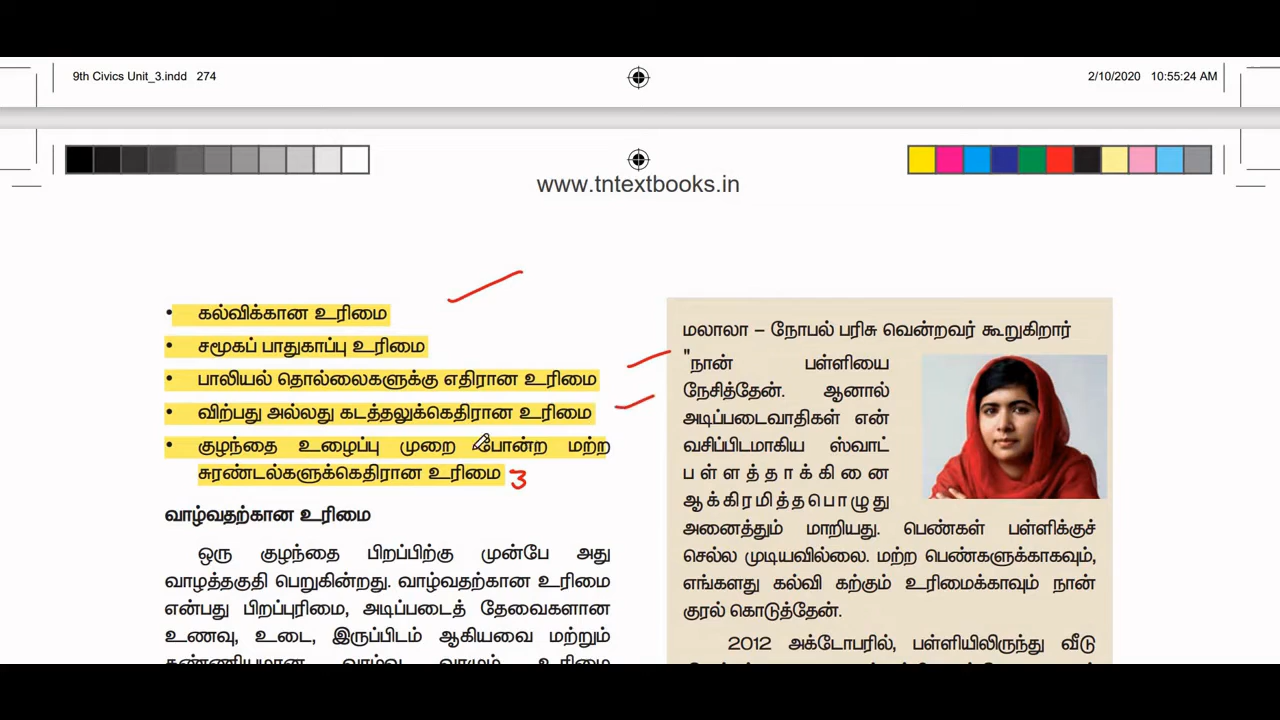 9th Civics Unit_3.indd 274
2/10/2020 10:55:24 AM
www.tntextbooks.in
• கல்விக்கான உரிமை
• சமூகப் பாதுகாப்பு உரிமை
• பாலியல் தொல்லைகளுக்கு எதிரான உரிமை
• விற்பது அல்லது கடத்தலுக்கெதிரான உரிமை
• குழந்தை உழைப்பு முறை போன்ற மற்ற
சுரண்டல்களுக்கெதிரான உரிமை 3
வாழ்வதற்கான உரிமை
ஒரு குழந்தை பிறப்பிற்கு முன்பே அது
வாழத்தகுதி பெறுகின்றது. வாழ்வதற்கான உரிமை
என்பது பிறப்புரிமை, அடிப்படைத் தேவைகளான
உணவு, உடை, இருப்பிடம் ஆகியவை மற்றும்
மலாலா – நோபல் பரிசு வென்றவர் கூறுகிறார்
"நான் பள்ளியை
நேசித்தேன். ஆனால்
அடிப்படைவாதிகள் என்
வசிப்பிடமாகிய ஸ்வாட்
பள்ளத்தாக்கினை
ஆக்கிரமித்தபொழுது
அனைத்தும் மாறியது. பெண்கள் பள்ளிக்குச்
செல்ல முடியவில்லை. மற்ற பெண்களுக்காகவும்,
எங்களது கல்வி கற்கும் உரிமைக்காவும் நான்
குரல் கொடுத்தேன்.
2012 அக்டோபரில், பள்ளியிலிருந்து வீடு